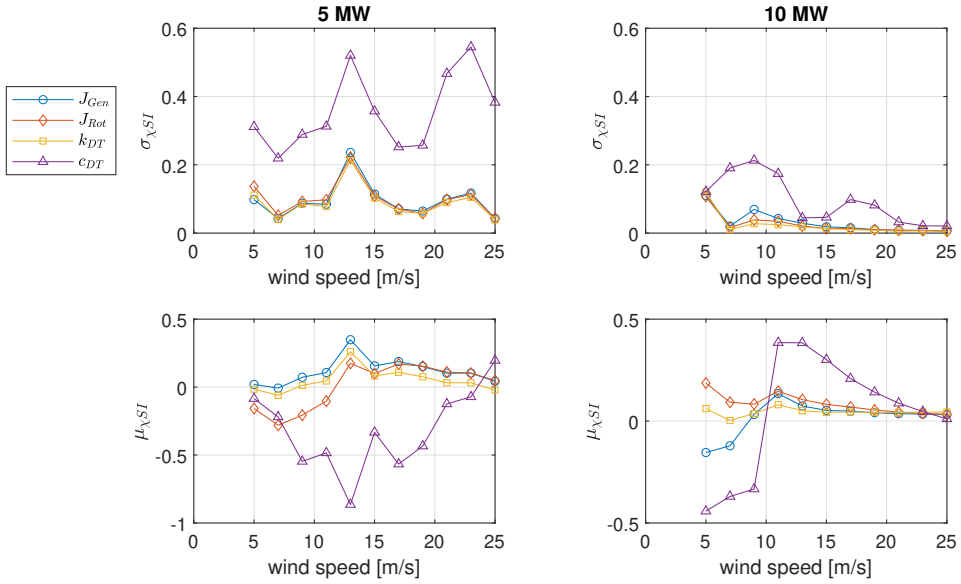 5 MW
10 MW
J_Gen
J_Rot
k_DT
c_DT
0.6
0.4
0.2
0
σ_χSI
0 5 10 15 20 25
wind speed [m/s]
0.6
0.4
0.2
0
σ_χSI
0 5 10 15 20 25
wind speed [m/s]
0.5
0
-0.5
-1
μ_χSI
0 5 10 15 20 25
wind speed [m/s]
0.5
0
-0.5
μ_χSI
0 5 10 15 20 25
wind speed [m/s]